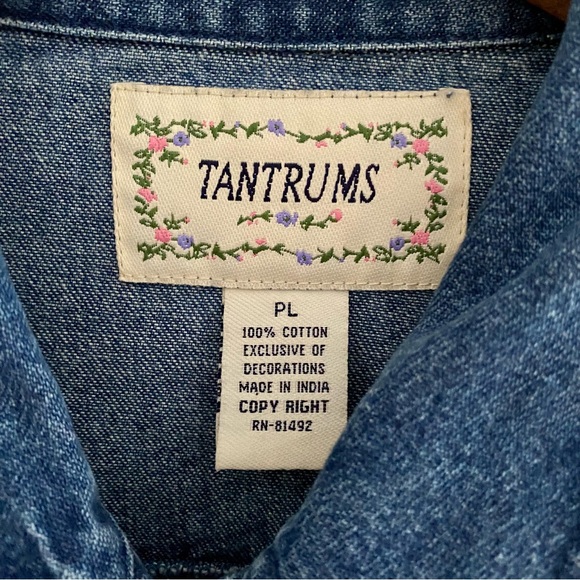 TANTRUMS
PL
100% COTTON
EXCLUSIVE OF
DECORATIONS
MADE IN INDIA
COPY RIGHT
RN-81492